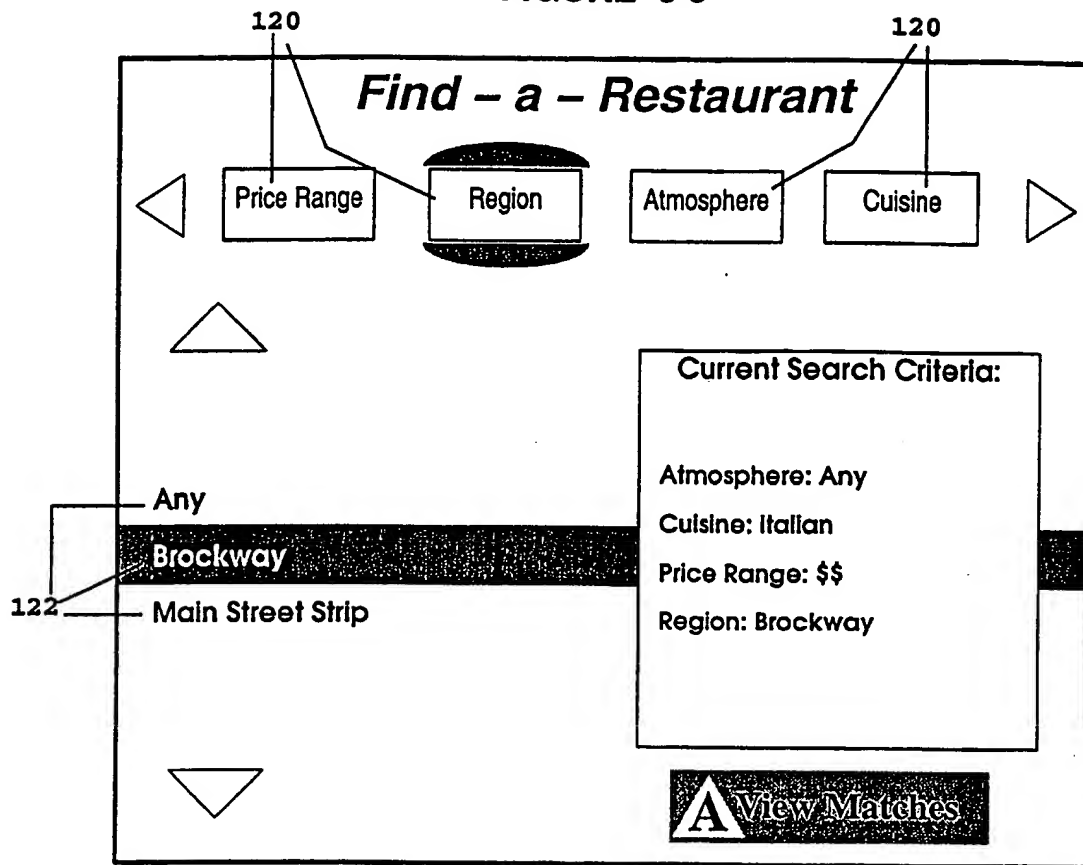 120
120
Find – a – Restaurant
Price Range
Region
Atmosphere
Cuisine
Current Search Criteria:
Atmosphere: Any
Cuisine: Italian
Price Range: $$
Region: Brockway
Any
Brockway
122
Main Street Strip
A View Matches